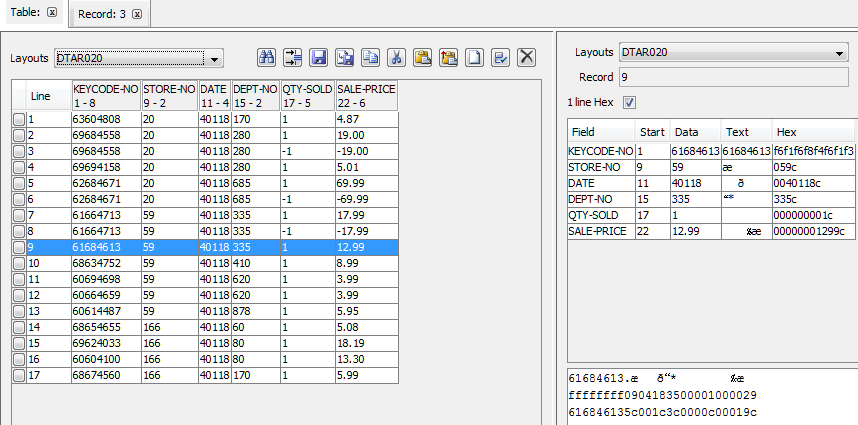 Table: Record: 3
Layouts DTAR020
Line KEYCODE-NO STORE-NO DATE DEPT-NO QTY-SOLD SALE-PRICE
1 - 8 9 - 2 11 - 4 15 - 2 17 - 5 22 - 6
1 63604808 20 40118 170 1 4.87
2 69684558 20 40118 280 1 19.00
3 69684558 20 40118 280 -1 -19.00
4 69694158 20 40118 280 1 5.01
5 62684671 20 40118 685 1 69.99
6 62684671 20 40118 685 -1 -69.99
7 61664713 59 40118 335 1 17.99
8 61664713 59 40118 335 -1 -17.99
9 61684613 59 40118 335 1 12.99
10 68634752 59 40118 410 1 8.99
11 60694698 59 40118 620 1 3.99
12 60664659 59 40118 620 1 3.99
13 60614487 59 40118 878 1 5.95
14 68654655 166 40118 60 1 5.08
15 69624033 166 40118 80 1 18.19
16 60604100 166 40118 80 1 13.30
17 68674560 166 40118 170 1 5.99
Layouts DTAR020
Record 9
1 line Hex
Field Start Data Text Hex
KEYCODE-NO 1 61684613 61684613 f6f1f6f8f4f6f1f3
STORE-NO 9 59 æ 059c
DATE 11 40118 ð 0040118c
DEPT-NO 15 335 “* 335c
QTY-SOLD 17 1 000000001c
SALE-PRICE 22 12.99 ‰æ 00000001299c
61684613.æ ð“* ‰æ
ffffffff0904183500001000029
616846135c001c3c0000c00019c